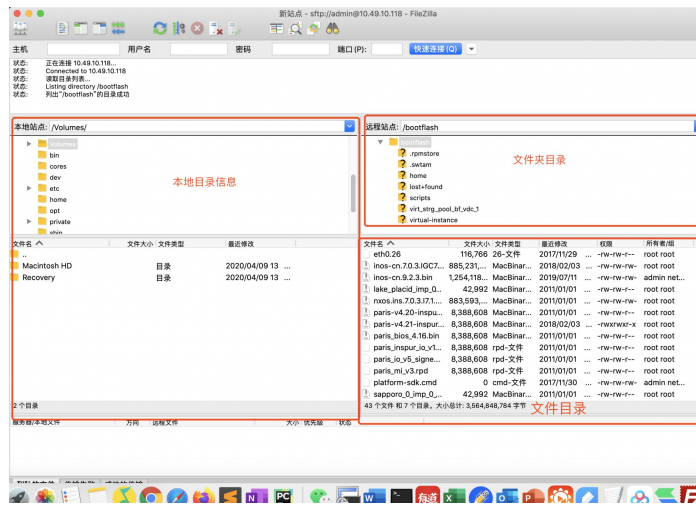 新站点 - sftp://admin@10.49.10.118 - FileZilla
主机 用户名 密码 端口(P): 快速连接(Q)
状态: 正在连接 10.49.10.118...
状态: Connected to 10.49.10.118
状态: 读取目录列表...
状态: Listing directory /bootflash
状态: 列出"/bootflash"的目录成功
本地站点: /Volumes/
Volumes
bin
cores
dev
etc
home
opt
private
sbin
本地目录信息
远程站点: /bootflash
bootflash
.rpmstore
.swtam
home
lost+found
scripts
virt_strg_pool_bf_vdc_1
virtual-instance
文件夹目录
文件名 文件大小 文件类型 最近修改
..
Macintosh HD 目录 2020/04/09 13 ...
Recovery 目录 2020/04/09 13 ...
2 个目录
文件名 文件大小 文件类型 最近修改 权限 所有者/组
eth0.26 116,766 26-文件 2017/11/29 ... -rw-rw-r-- root root
inos-cn.7.0.3.IGC7... 885,231,... MacBinar... 2018/02/03 ... -rw-rw-rw- root root
inos-cn.9.2.3.bin 1,254,118... MacBinar... 2019/07/11 ... -rw-rw-rw- admin net...
lake_placid_imp_0... 42,992 MacBinar... 2011/01/01 ... -rw-rw-r-- root root
nxos.ins.7.0.3.I7.1.... 883,593,... MacBinar... 2011/01/01 ... -rw-rw-rw- root root
paris-v4.20-inspu... 8,388,608 MacBinar... 2011/01/01 ... -rw-rw-r-- root root
paris-v4.21-inspur... 8,388,608 MacBinar... 2018/02/03 ... -rwxrwxr-x root root
paris_bios_4.16.bin 8,388,608 MacBinar... 2011/01/01 ... -rw-rw-r-- root root
paris_inspur_io_v1... 8,388,608 rpd-文件 2011/01/01 ... -rw-rw-r-- root root
paris_io_v5_signe... 8,388,608 rpd-文件 2011/01/01 ... -rw-rw-r-- root root
paris_mi_v3.rpd 8,388,608 rpd-文件 2011/01/01 ... -rw-rw-r-- root root
platform-sdk.cmd 0 cmd-文件 2017/11/30 ... -rw-rw-rw- admin net...
sapporo_0_imp_0_... 42,992 MacBinar... 2011/01/01 ... -rw-rw-r-- root root
43 个文件 和 7 个目录。大小总计: 3,564,848,784 字节
文件目录
服务器/本地文件 方向 远程文件 大小 优先级 状态